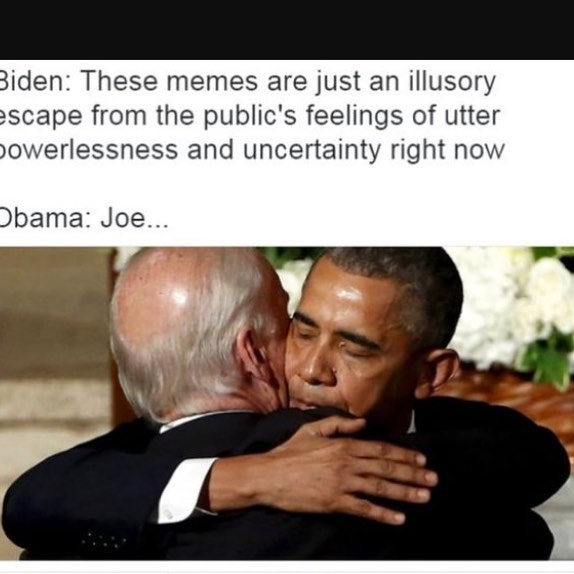 Biden: These memes are just an illusory
escape from the public's feelings of utter
powerlessness and uncertainty right now
Obama: Joe...